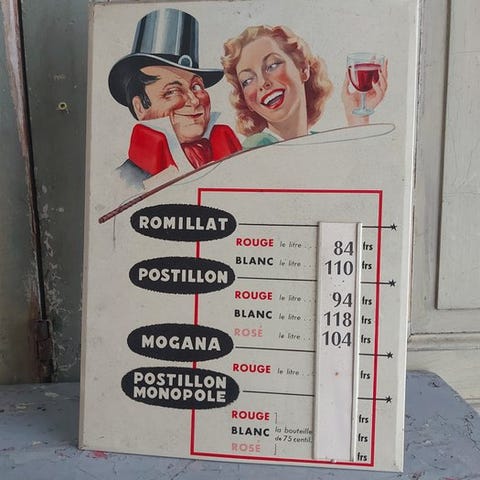 ROMILLAT
ROUGE le litre . . 84 frs
BLANC le litre . . 110 frs
POSTILLON
ROUGE le litre . . 94 frs
BLANC le litre . . 118 frs
ROSÉ le litre . . 104 frs
MOGANA
ROUGE le litre . . frs
POSTILLON
MONOPOLE
ROUGE frs
BLANC la bouteille de 75 centil. frs
ROSÉ frs